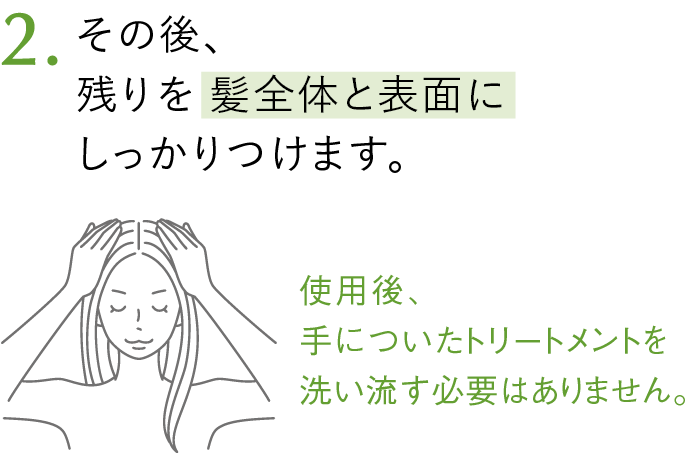 2. その後、
残りを髪全体と表面に
しっかりつけます。
使用後、
手についたトリートメントを
洗い流す必要はありません。